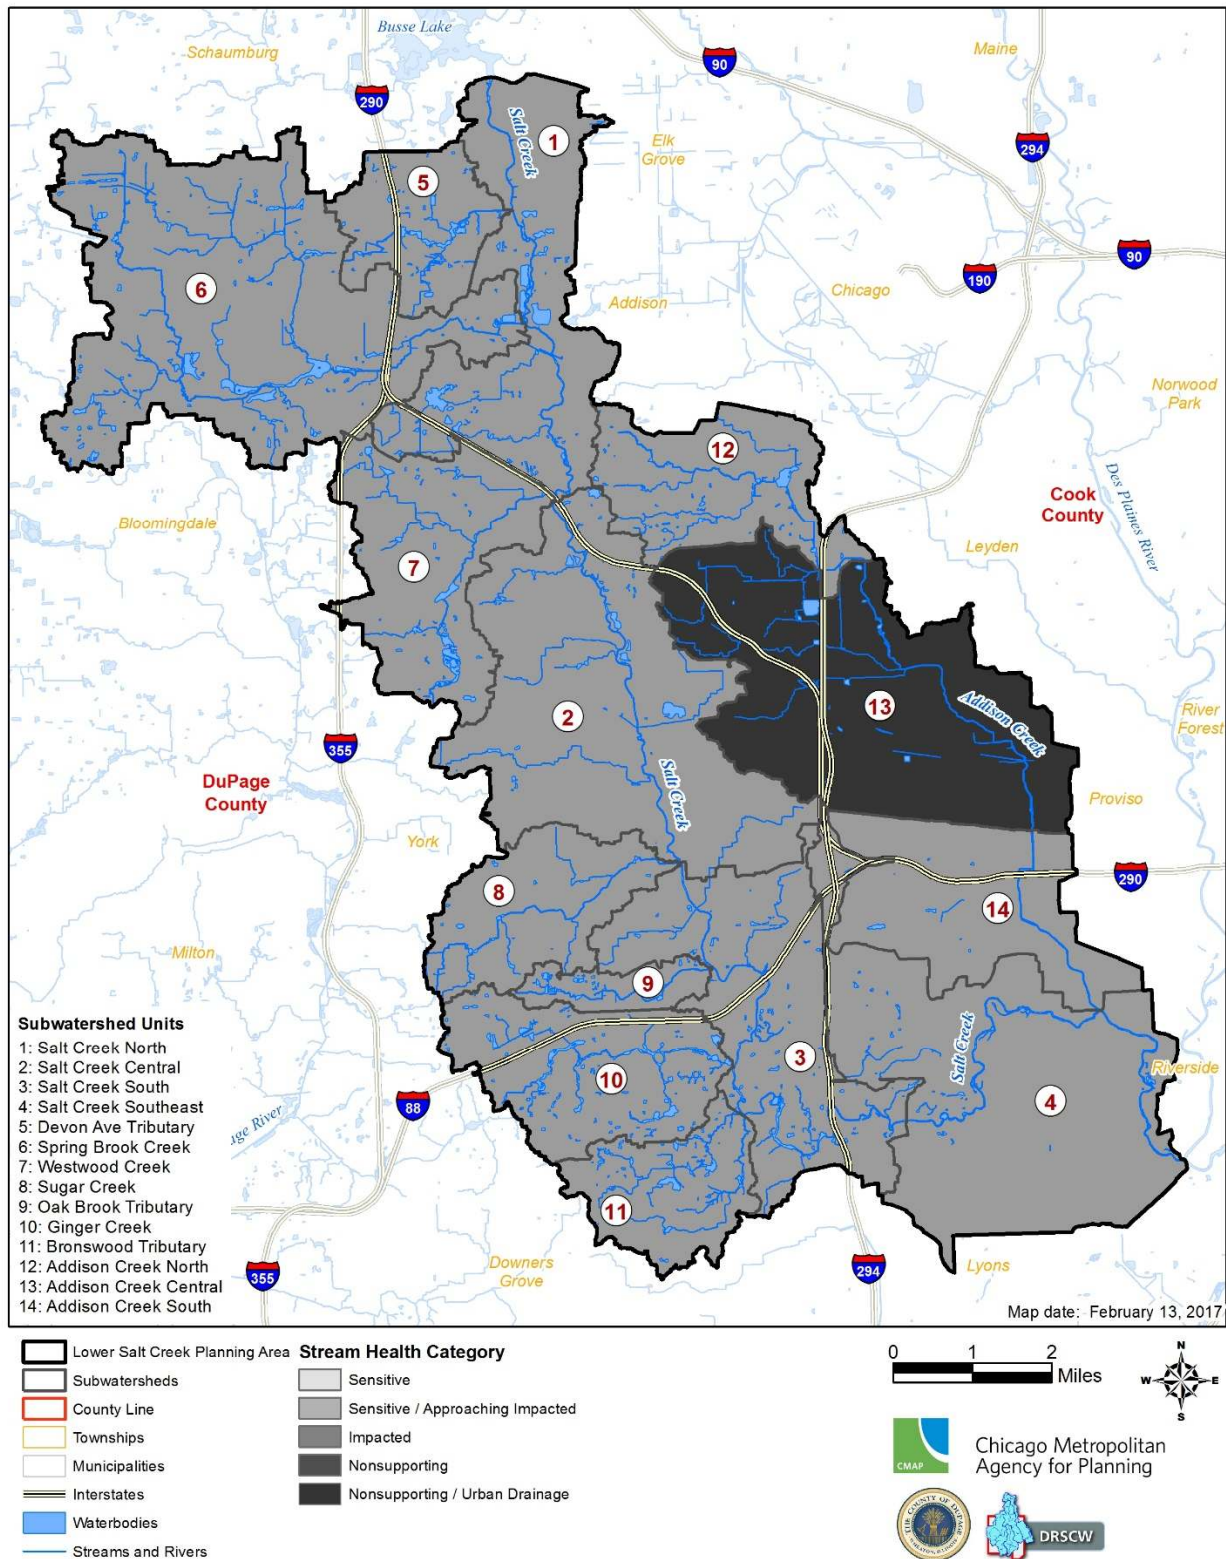 Busse Lake
Schaumburg
Maine
90
290
Salt Creek
1
Elk
Grove
294
5
6
90
190
Chicago
Addison
Norwood
Park
12
Des Plaines River
Cook
County
Bloomingdale
Leyden
7
13
Addison Creek
2
River
Forest
355
Salt Creek
DuPage
County
Proviso
York
290
8
14
Milton
9
Subwatershed Units
1: Salt Creek North
2: Salt Creek Central
3: Salt Creek South
4: Salt Creek Southeast
5: Devon Ave Tributary
6: Spring Brook Creek
7: Westwood Creek
8: Sugar Creek
9: Oak Brook Tributary
10: Ginger Creek
11: Bronswood Tributary
12: Addison Creek North
13: Addison Creek Central
14: Addison Creek South
3
Salt Creek
Riverside
10
4
88
age River
11
Downers
Grove
355
294
Lyons
Map date: February 13, 2017
Lower Salt Creek Planning Area
Subwatersheds
County Line
Townships
Municipalities
Interstates
Waterbodies
Streams and Rivers
Stream Health Category
Sensitive
Sensitive / Approaching Impacted
Impacted
Nonsupporting
Nonsupporting / Urban Drainage
0 1 2
Miles
N
W E
S
CMAP
Chicago Metropolitan
Agency for Planning
THE COUNTY OF DUPAGE
DRSCW